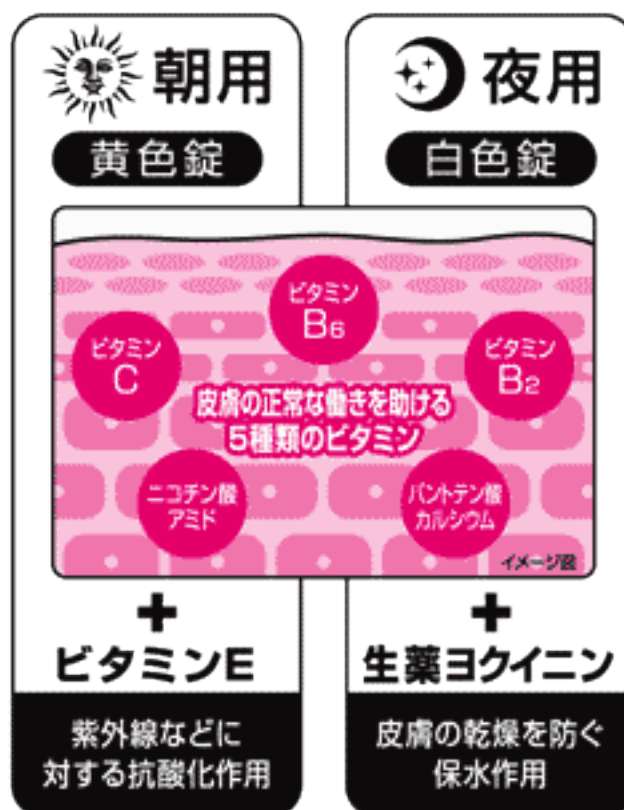 朝用
黄色錠
夜用
白色錠
ビタミン
B6
ビタミン
C
ビタミン
B2
皮膚の正常な働きを助ける
5種類のビタミン
ニコチン酸
アミド
パントテン酸
カルシウム
イメージ図
+
ビタミンE
紫外線などに
対する抗酸化作用
+
生薬ヨクイニン
皮膚の乾燥を防ぐ
保水作用